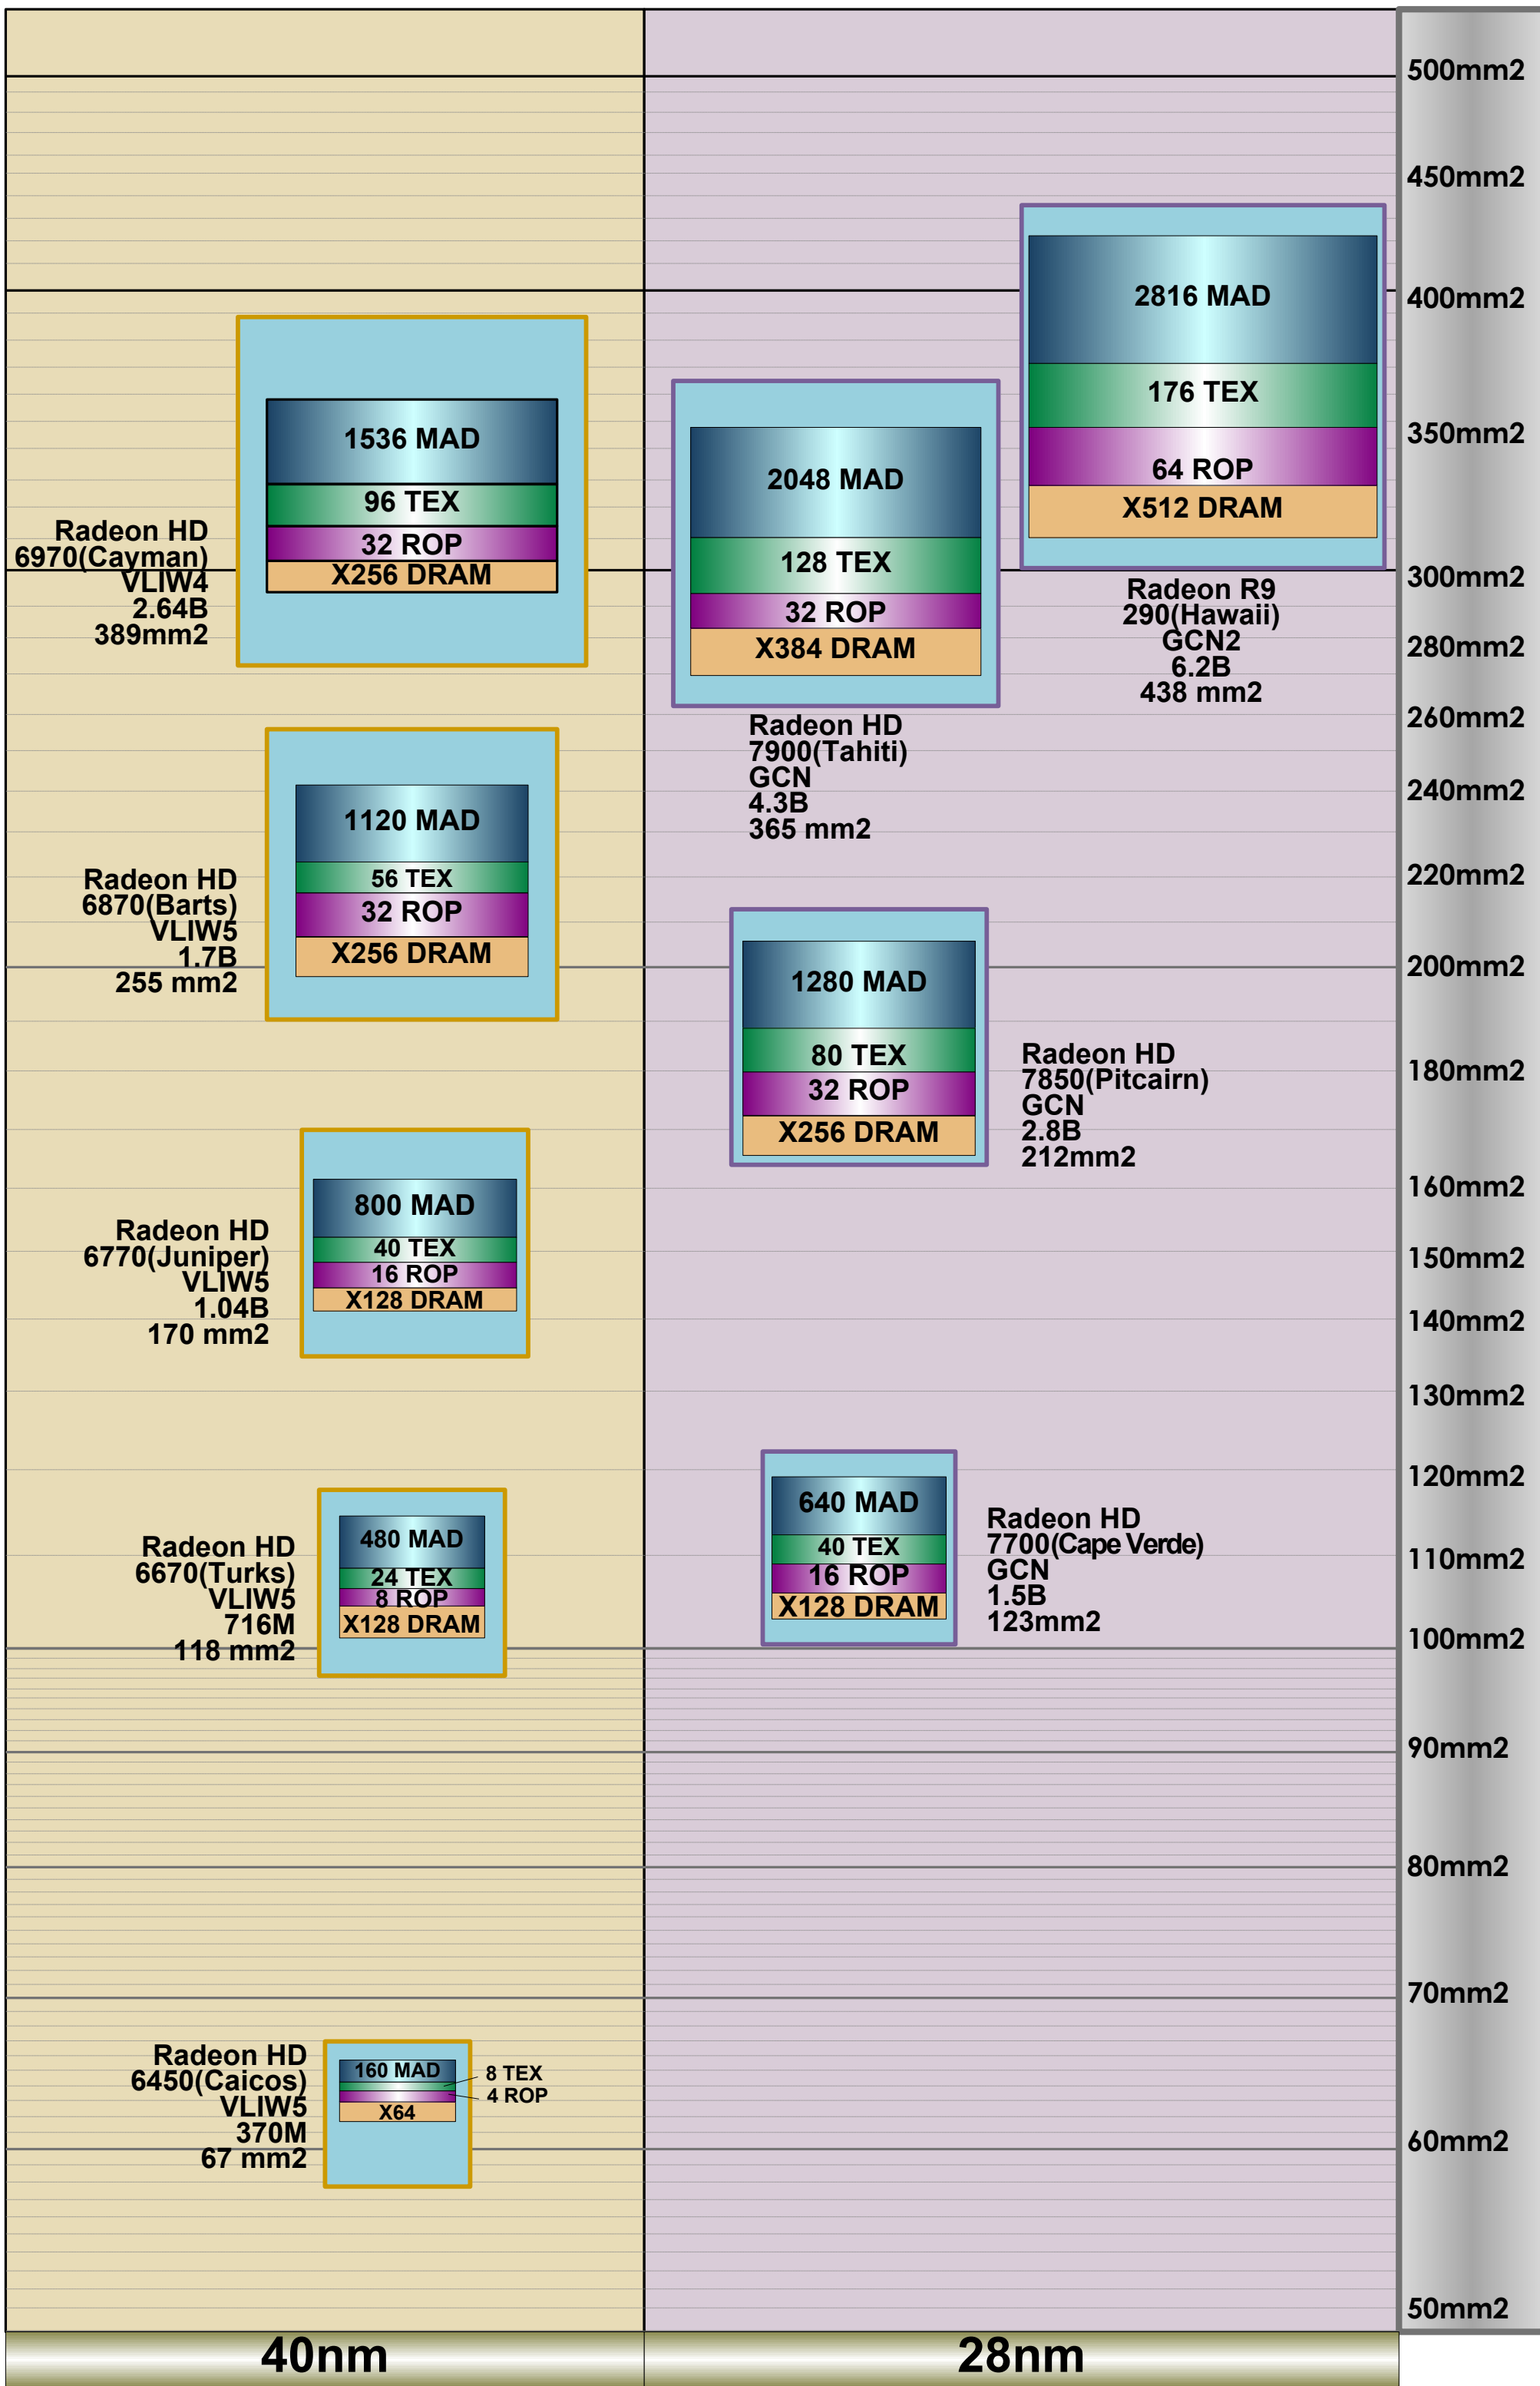 1536 MAD
96 TEX
32 ROP
X256 DRAM
Radeon HD
6970(Cayman)
VLIW4
2.64B
389mm2
1120 MAD
56 TEX
32 ROP
X256 DRAM
Radeon HD
6870(Barts)
VLIW5
1.7B
255 mm2
800 MAD
40 TEX
16 ROP
X128 DRAM
Radeon HD
6770(Juniper)
VLIW5
1.04B
170 mm2
480 MAD
24 TEX
8 ROP
X128 DRAM
Radeon HD
6670(Turks)
VLIW5
716M
118 mm2
160 MAD
8 TEX
4 ROP
X64
Radeon HD
6450(Caicos)
VLIW5
370M
67 mm2
40nm
2048 MAD
128 TEX
32 ROP
X384 DRAM
Radeon HD
7900(Tahiti)
GCN
4.3B
365 mm2
2816 MAD
176 TEX
64 ROP
X512 DRAM
Radeon R9
290(Hawaii)
GCN2
6.2B
438 mm2
1280 MAD
80 TEX
32 ROP
X256 DRAM
Radeon HD
7850(Pitcairn)
GCN
2.8B
212mm2
640 MAD
40 TEX
16 ROP
X128 DRAM
Radeon HD
7700(Cape Verde)
GCN
1.5B
123mm2
28nm
500mm2
450mm2
400mm2
350mm2
300mm2
280mm2
260mm2
240mm2
220mm2
200mm2
180mm2
160mm2
150mm2
140mm2
130mm2
120mm2
110mm2
100mm2
90mm2
80mm2
70mm2
60mm2
50mm2